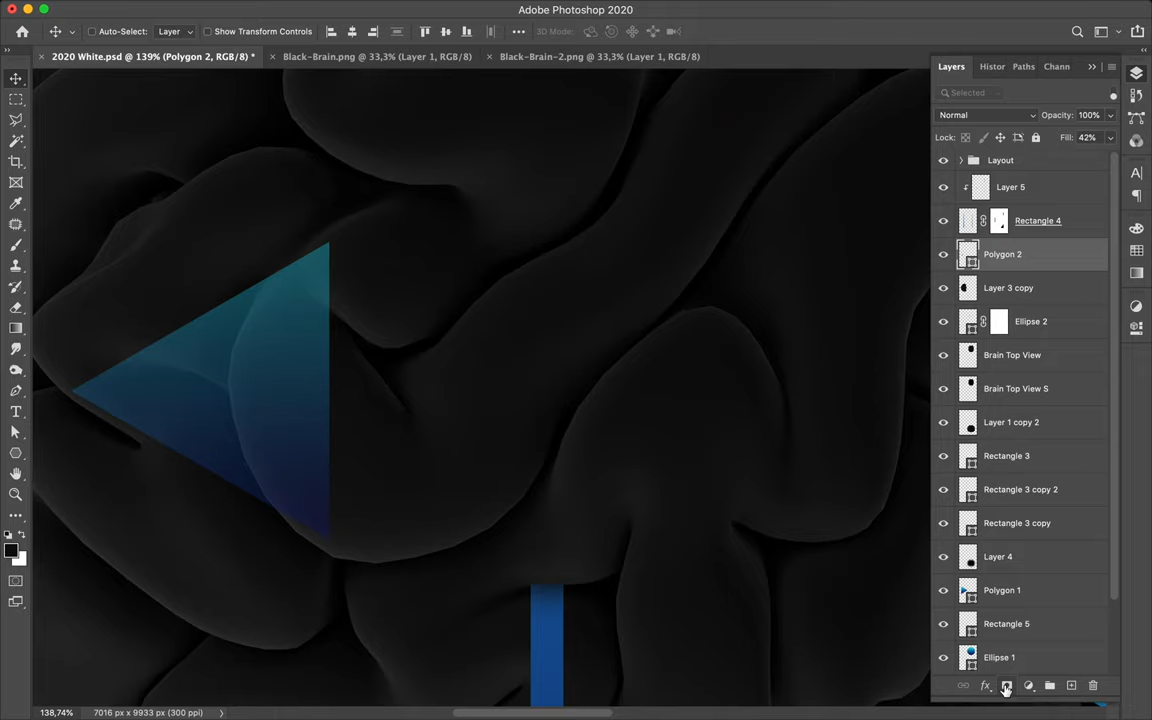 Adobe Photoshop 2020
Auto-Select: Layer Show Transform Controls 3D Mode:
2020 White.psd @ 139% (Polygon 2, RGB/8) * Black-Brain.png @ 33,3% (Layer 1, RGB/8) Black-Brain-2.png @ 33,3% (Layer 1, RGB/8)
Layers Histor Paths Chann
Selected
Normal Opacity: 100%
Lock: Fill: 42%
Layout
Layer 5
Rectangle 4
Polygon 2
Layer 3 copy
Ellipse 2
Brain Top View
Brain Top View S
Layer 1 copy 2
Rectangle 3
Rectangle 3 copy 2
Rectangle 3 copy
Layer 4
Polygon 1
Rectangle 5
Ellipse 1
fx
138,74% 7016 px x 9933 px (300 ppi)